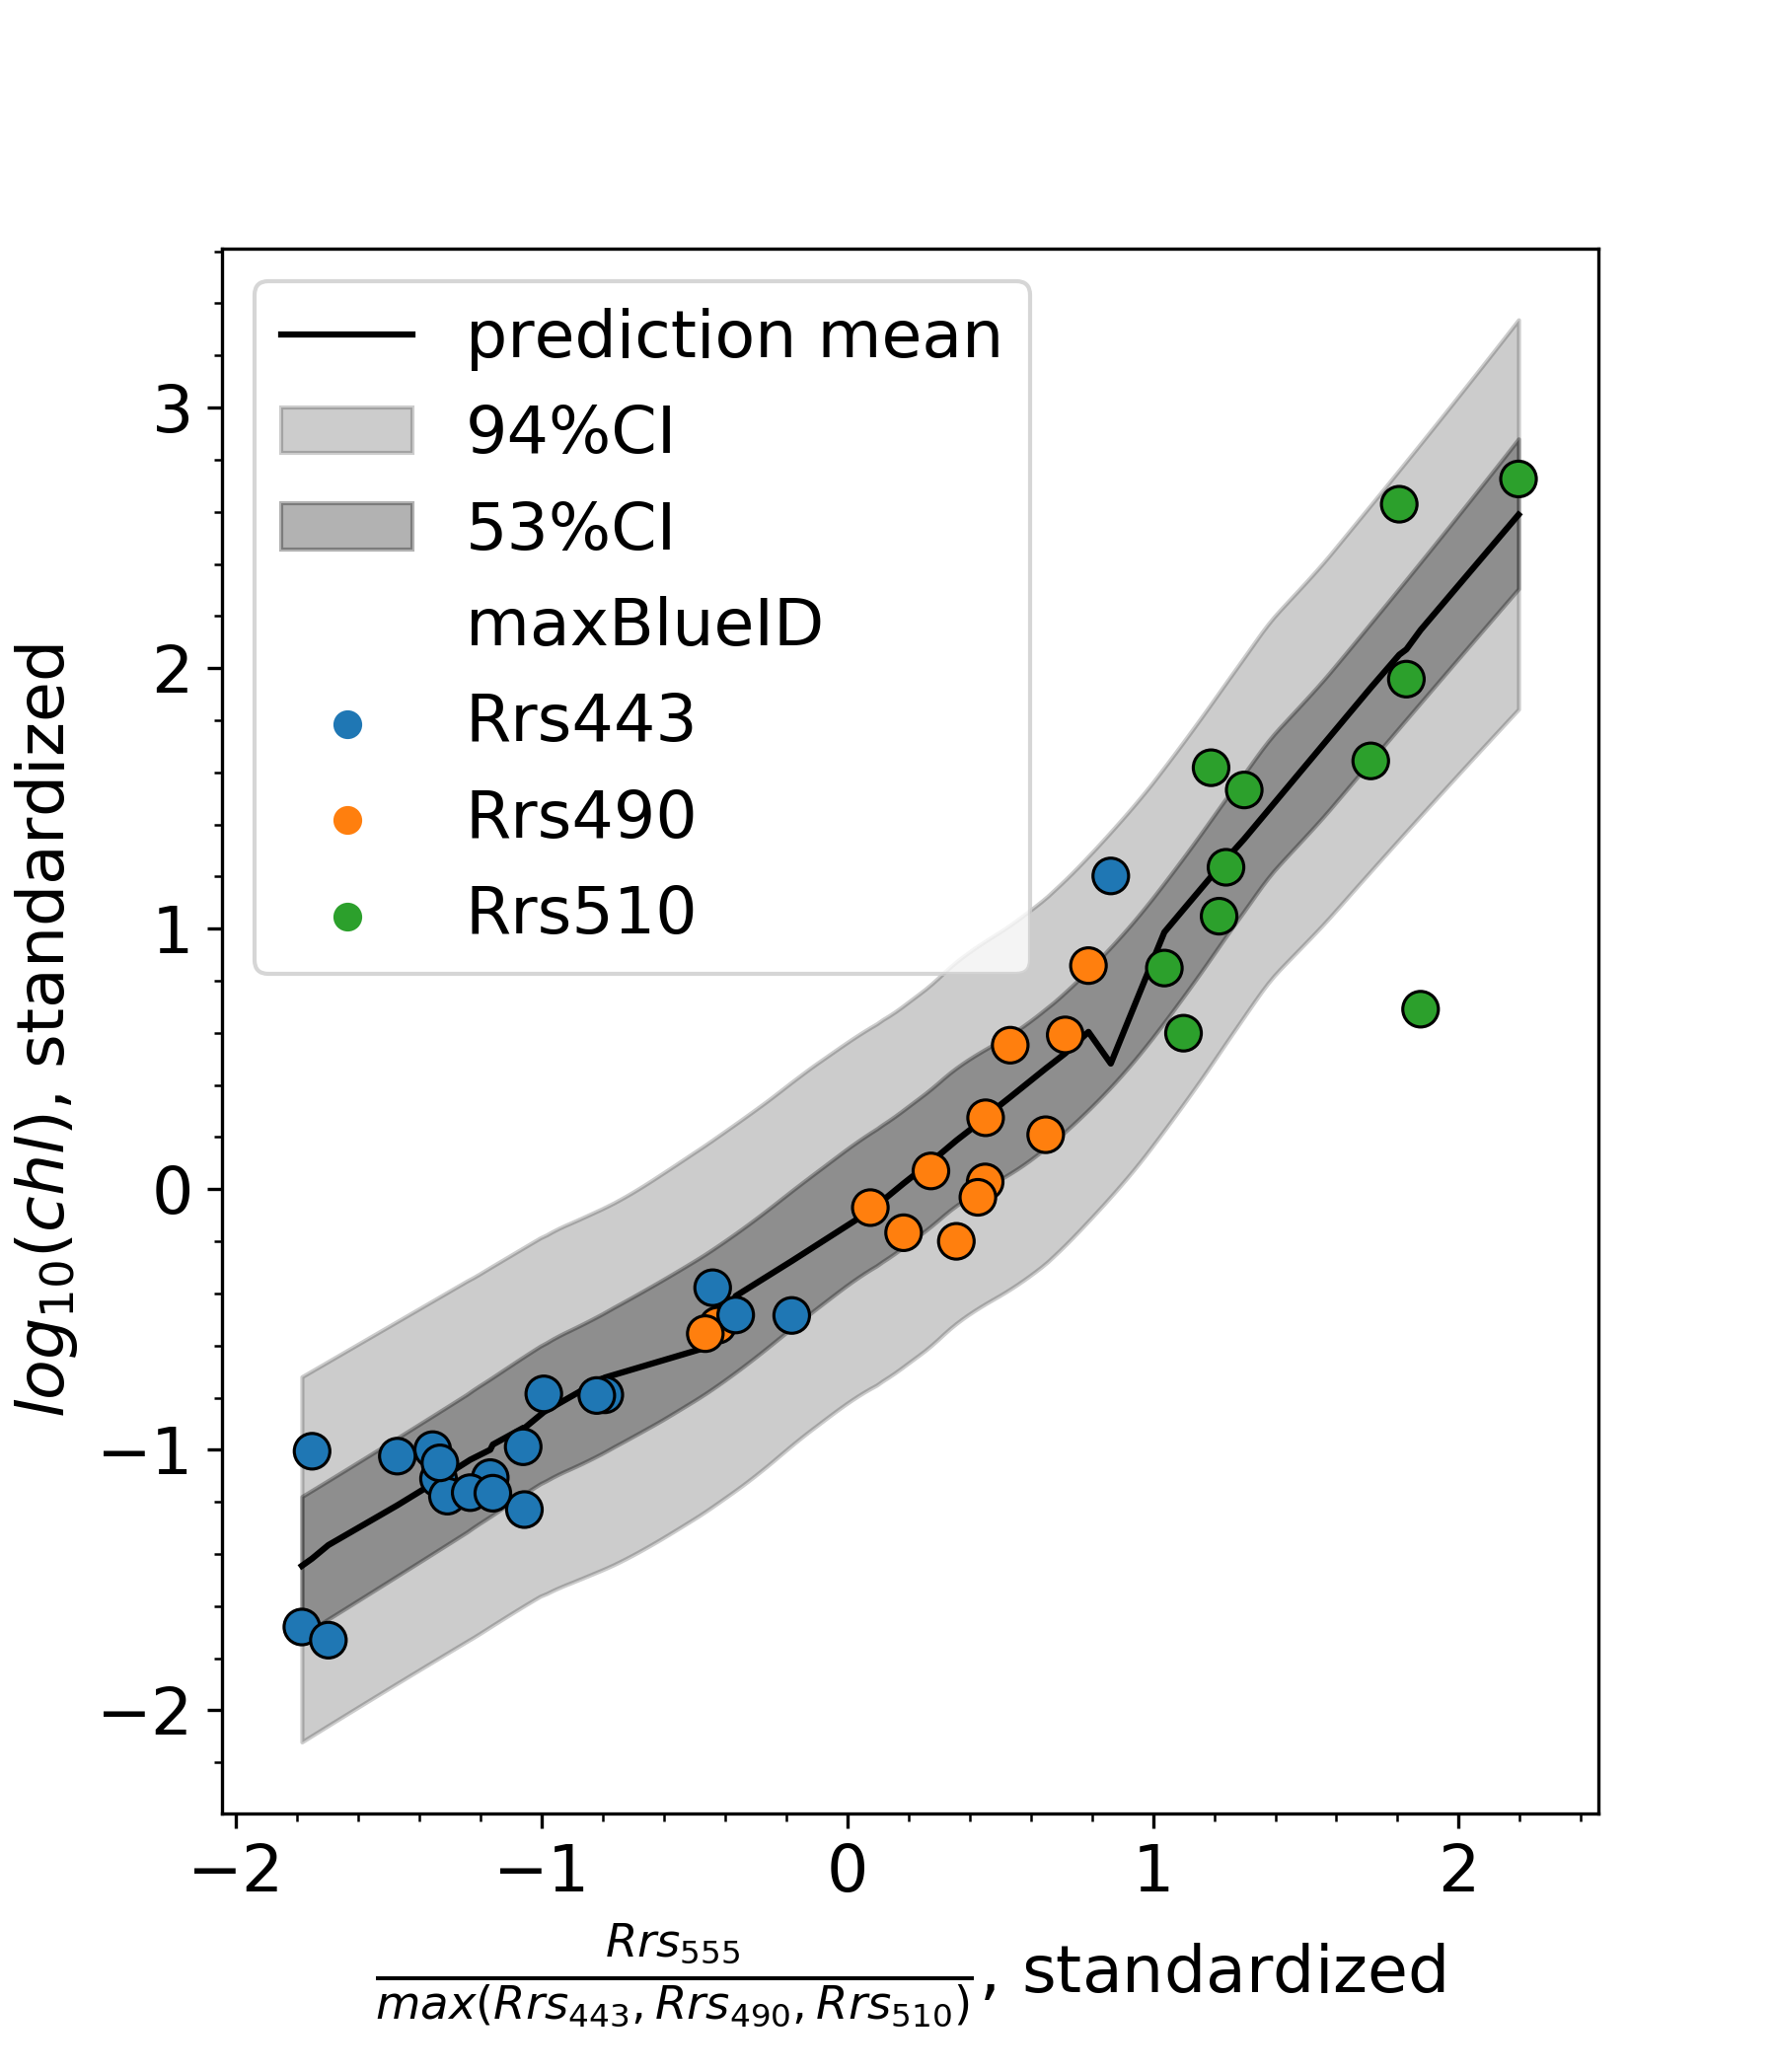 prediction mean
94%CI
53%CI
maxBlueID
Rrs443
Rrs490
Rrs510
3
2
1
0
−1
−2
log₁₀(chl), standardized
−2 −1 0 1 2
Rrs₅₅₅
max(Rrs₄₄₃, Rrs₄₉₀, Rrs₅₁₀) , standardized